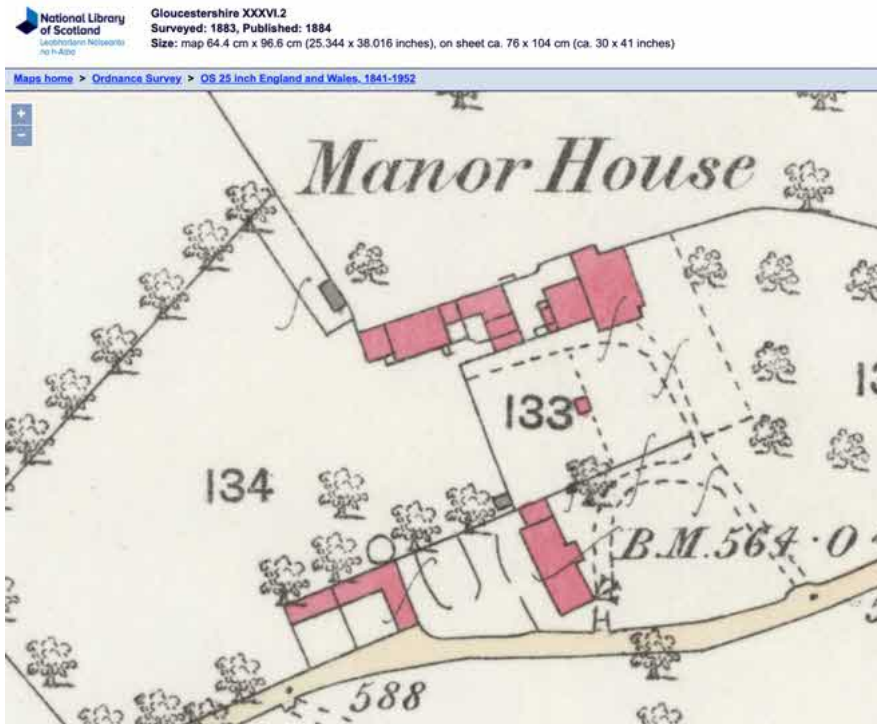 National Library
of Scotland
Leabharlann Nàiseanta
na h-Alba
Gloucestershire XXXVI.2
Surveyed: 1883, Published: 1884
Size: map 64.4 cm x 96.6 cm (25.344 x 38.016 inches), on sheet ca. 76 x 104 cm (ca. 30 x 41 inches)
Maps home > Ordnance Survey > OS 25 inch England and Wales, 1841-1952
+
−
Manor House
133
134
B.M. 564·0
588